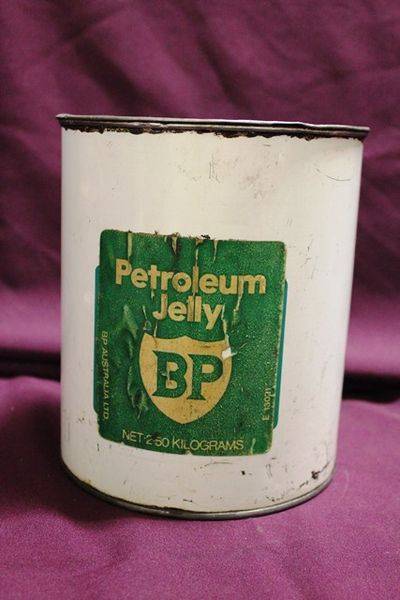 Petroleum
Jelly
BP
BP AUSTRALIA LTD.
NET 2·50 KILOGRAMS